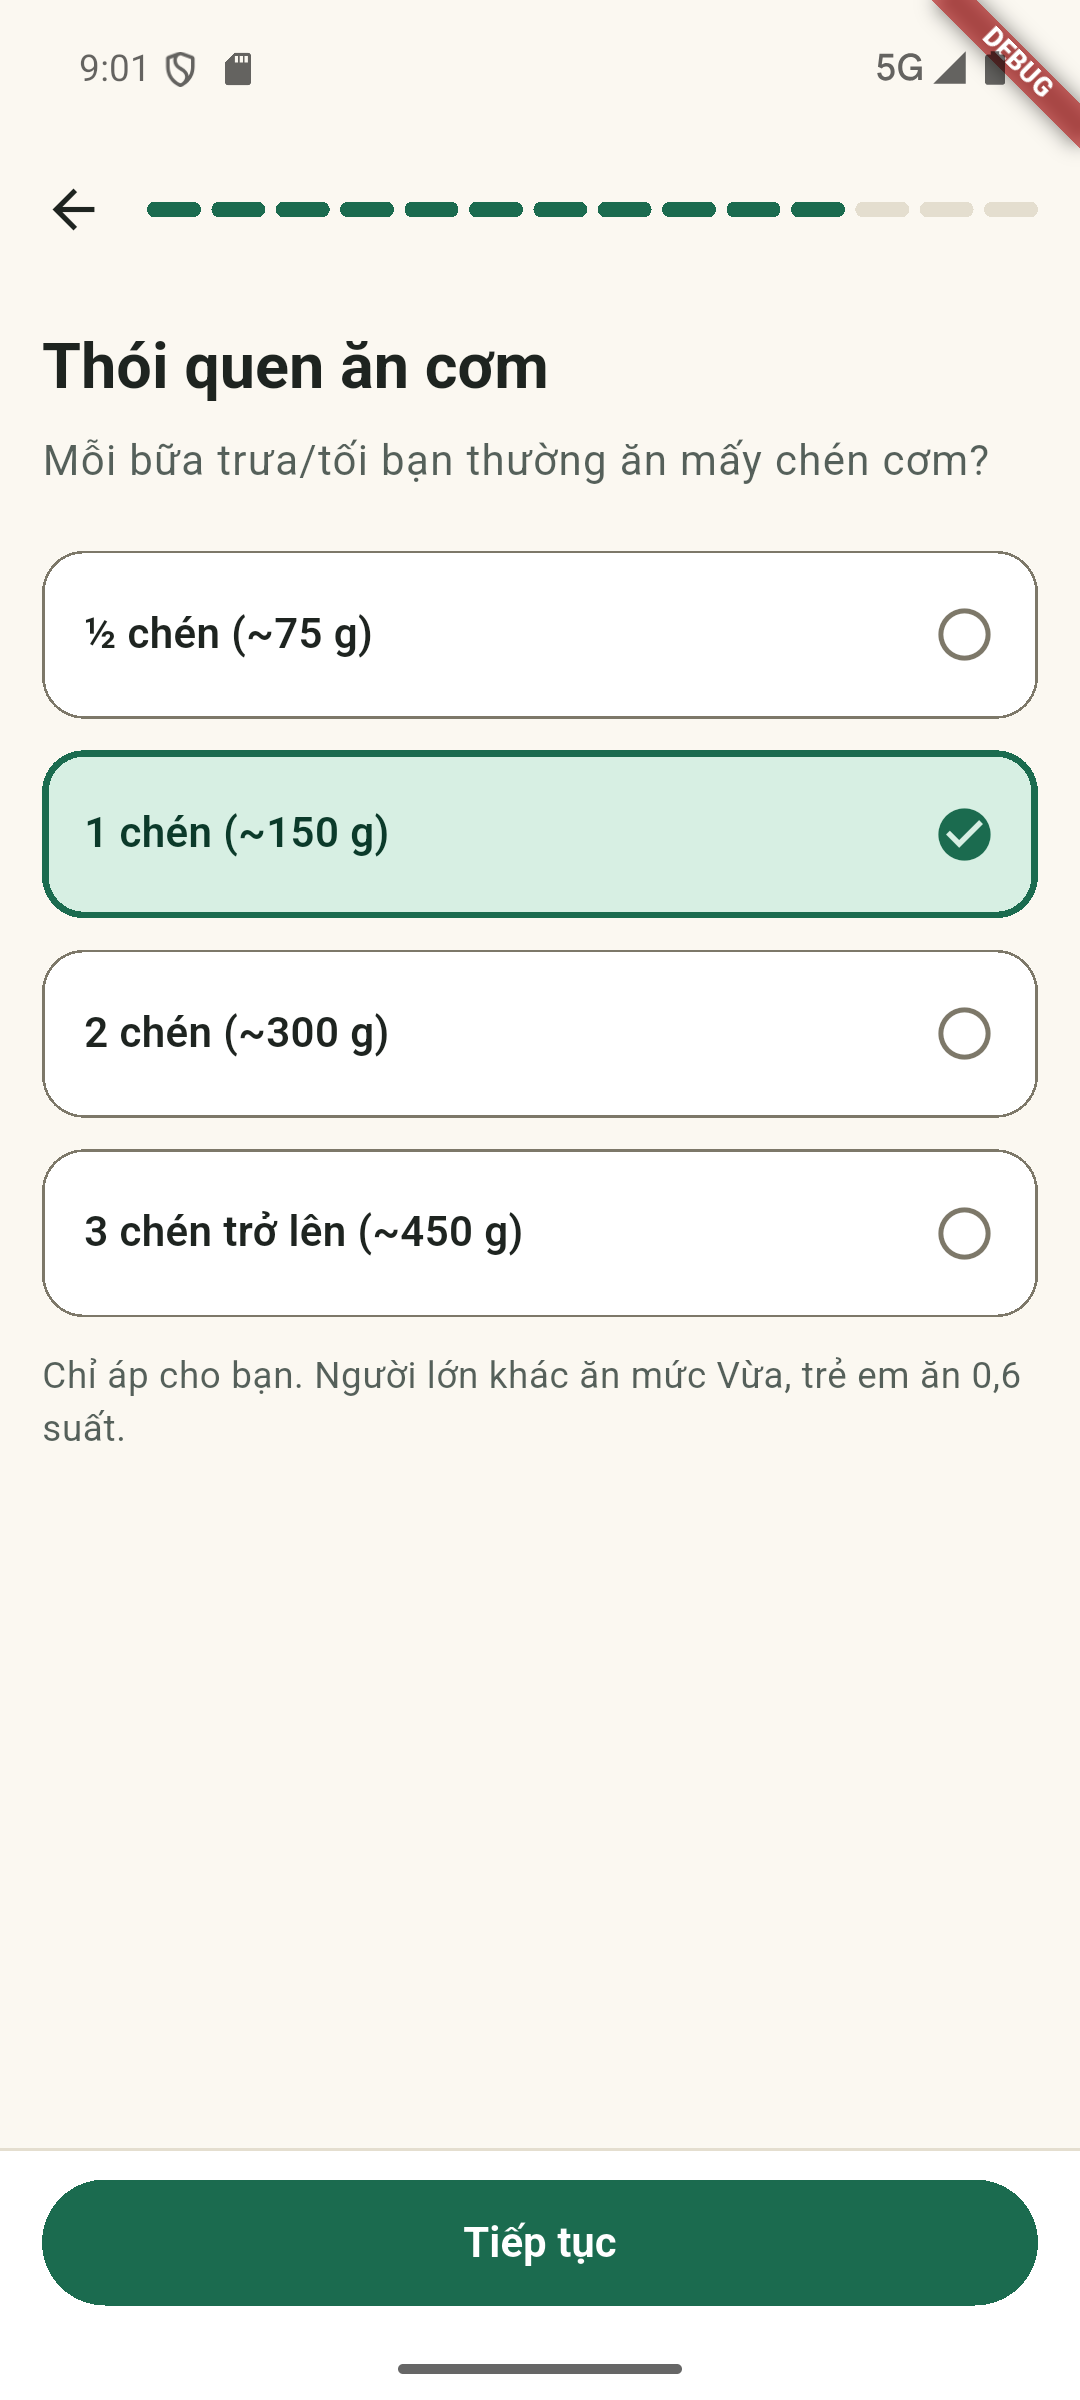 9:01
5G
DEBUG
Thói quen ăn cơm
Mỗi bữa trưa/tối bạn thường ăn mấy chén cơm?
½ chén (~75 g)
1 chén (~150 g)
2 chén (~300 g)
3 chén trở lên (~450 g)
Chỉ áp cho bạn. Người lớn khác ăn mức Vừa, trẻ em ăn 0,6
suất.
Tiếp tục